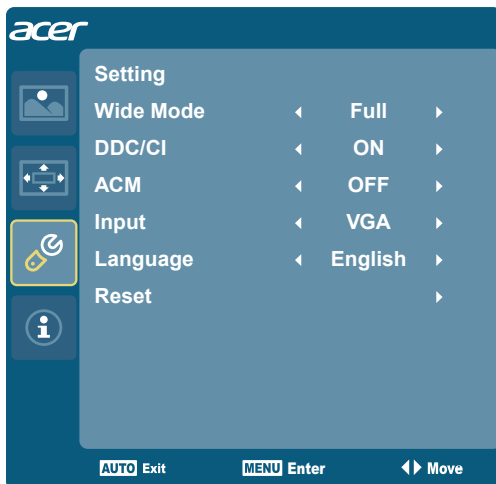 acer
Setting
Wide Mode Full
DDC/CI ON
ACM OFF
Input VGA
Language English
Reset
AUTO Exit MENU Enter Move